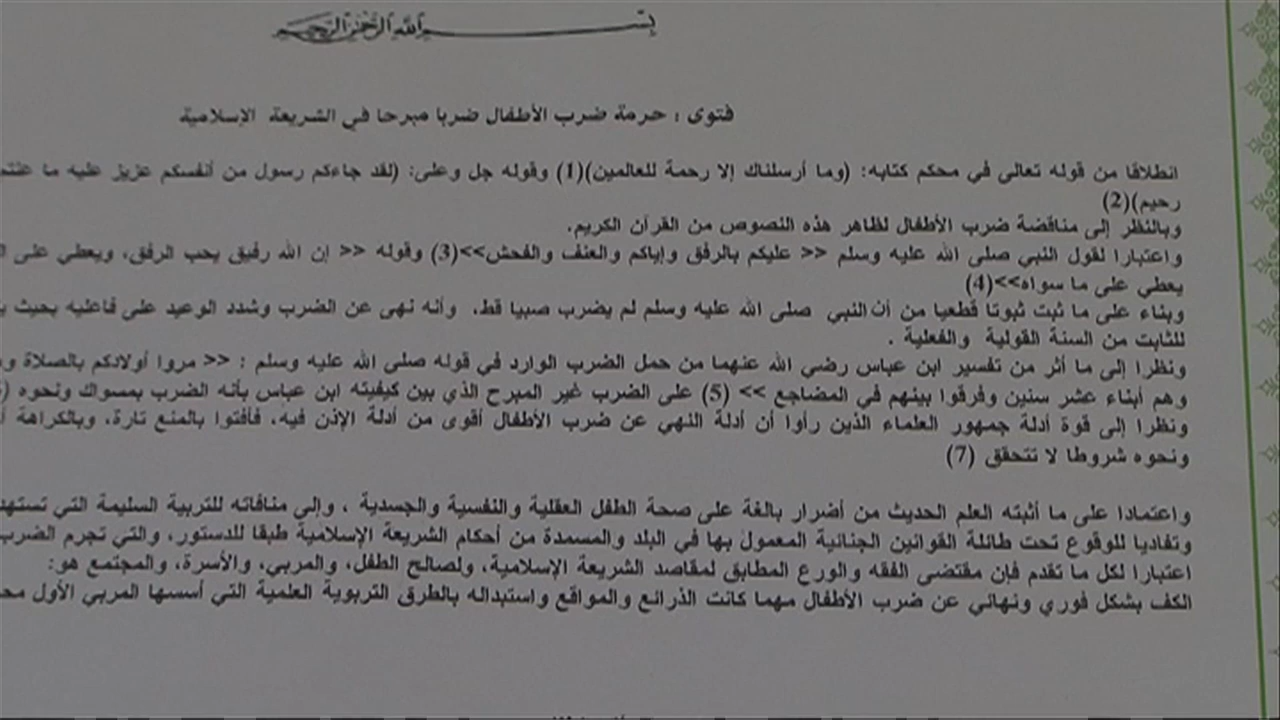 بسم الله الرحمن الرحيم
فتوى : حرمة ضرب الأطفال ضربا مبرحا في الشريعة الإسلامية
انطلاقا من قوله تعالى في محكم كتابه: (وما أرسلناك إلا رحمة للعالمين)(1) وقوله جل وعلى: (لقد جاءكم رسول من أنفسكم عزيز عليه ما عنتم
رحيم)(2)
وبالنظر إلى مناقضة ضرب الأطفال لظاهر هذه النصوص من القرآن الكريم.
واعتبارا لقول النبي صلى الله عليه وسلم << عليكم بالرفق وإياكم والعنف والفحش>>(3) وقوله << إن الله رفيق يحب الرفق، ويعطي على
يعطي على ما سواه>>(4)
وبناء على ما ثبت ثبوتا قطعيا من أن النبي صلى الله عليه وسلم لم يضرب صبيا قط، وأنه نهى عن الضرب وشدد الوعيد على فاعليه بحيث
للثابت من السنة القولية والفعلية .
ونظرا إلى ما أثر من تفسير ابن عباس رضي الله عنهما من حمل الضرب الوارد في قوله صلى الله عليه وسلم : << مروا أولادكم بالصلاة
وهم أبناء عشر سنين وفرقوا بينهم في المضاجع >> (5) على الضرب غير المبرح الذي بين كيفيته ابن عباس بأنه الضرب بمسواك ونحوه
ونظرا إلى قوة أدلة جمهور العلماء الذين رأوا أن أدلة النهي عن ضرب الأطفال أقوى من أدلة الإذن فيه، فأفتوا بالمنع تارة، وبالكراهة
ونحوه شروطا لا تتحقق (7)
واعتمادا على ما أثبته العلم الحديث من أضرار بالغة على صحة الطفل العقلية والنفسية والجسدية ، وإلى منافاته للتربية السليمة التي
وتفاديا للوقوع تحت طائلة القوانين الجنائية المعمول بها في البلد والمسمدة من أحكام الشريعة الإسلامية طبقا للدستور، والتي تجرم الضرب
اعتبارا لكل ما تقدم فإن مقتضى الفقه والورع المطابق لمقاصد الشريعة الإسلامية، ولصالح الطفل، والمربي، والأسرة، والمجتمع هو:
الكف بشكل فوري ونهائي عن ضرب الأطفال مهما كانت الذرائع والمواقع واستبداله بالطرق التربوية العلمية التي أسسها المربي الأول